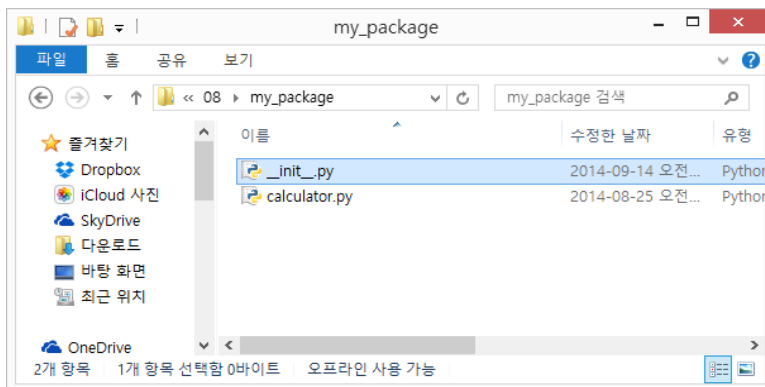 my_package
파일 홈 공유 보기
« 08 ▸ my_package
my_package 검색
즐겨찾기
Dropbox
iCloud 사진
SkyDrive
다운로드
바탕 화면
최근 위치
OneDrive
이름 수정한 날짜 유형
__init__.py 2014-09-14 오전... Python
calculator.py 2014-08-25 오전... Python
2개 항목 1개 항목 선택함 0바이트 오프라인 사용 가능